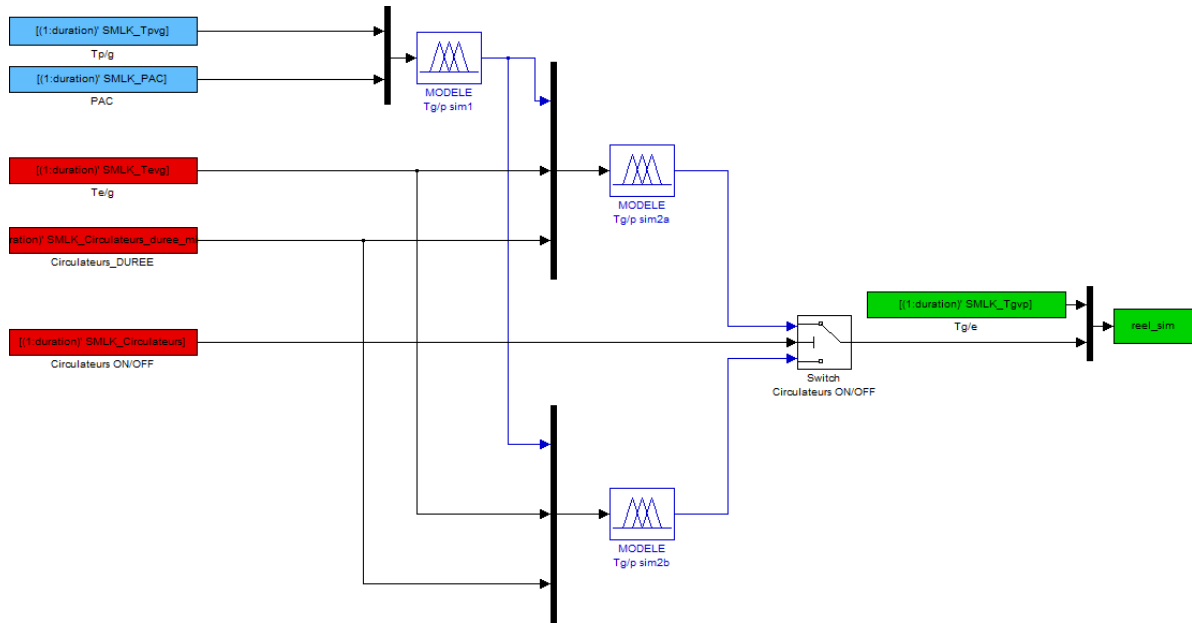 [(1:duration)' SMLK_Tpvg]
Tp/g
[(1:duration)' SMLK_PAC]
PAC
MODELE
Tg/p sim1
[(1:duration)' SMLK_Tevg]
Te/g
MODELE
Tg/p sim2a
ration)' SMLK_Circulateurs_duree_m
Circulateurs_DUREE
[(1:duration)' SMLK_Tgvp]
Tg/e
reel_sim
[(1:duration)' SMLK_Circulateurs]
Circulateurs ON/OFF
Switch
Circulateurs ON/OFF
MODELE
Tg/p sim2b